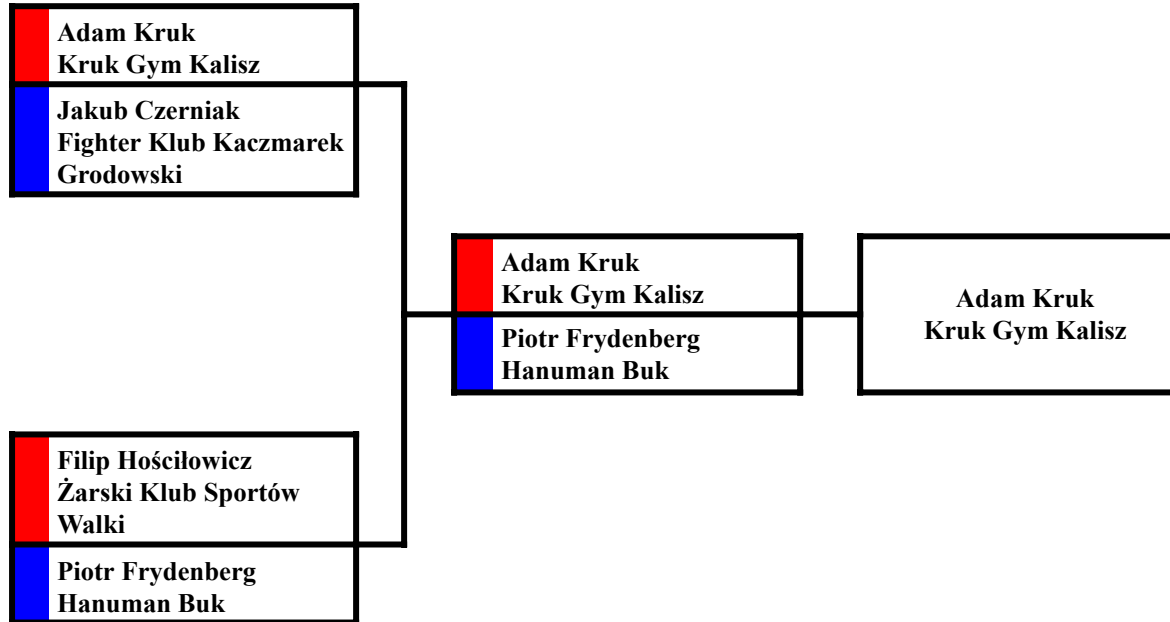 Adam Kruk
Kruk Gym Kalisz
Jakub Czerniak
Fighter Klub Kaczmarek
Grodowski
Adam Kruk
Kruk Gym Kalisz
Piotr Frydenberg
Hanuman Buk
Adam Kruk
Kruk Gym Kalisz
Filip Hościłowicz
Żarski Klub Sportów
Walki
Piotr Frydenberg
Hanuman Buk